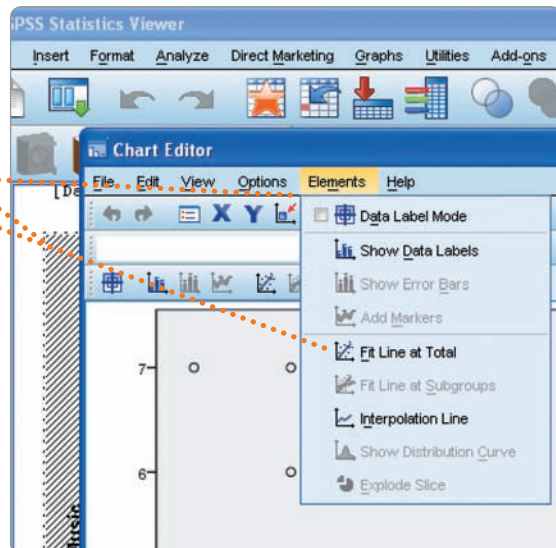 SPSS Statistics Viewer
Insert Format Analyze Direct Marketing Graphs Utilities Add-ons
Chart Editor
File Edit View Options Elements Help
[Da
X Y
Data Label Mode
Show Data Labels
Show Error Bars
Add Markers
Fit Line at Total
Fit Line at Subgroups
Interpolation Line
Show Distribution Curve
Explode Slice
7
6
Music